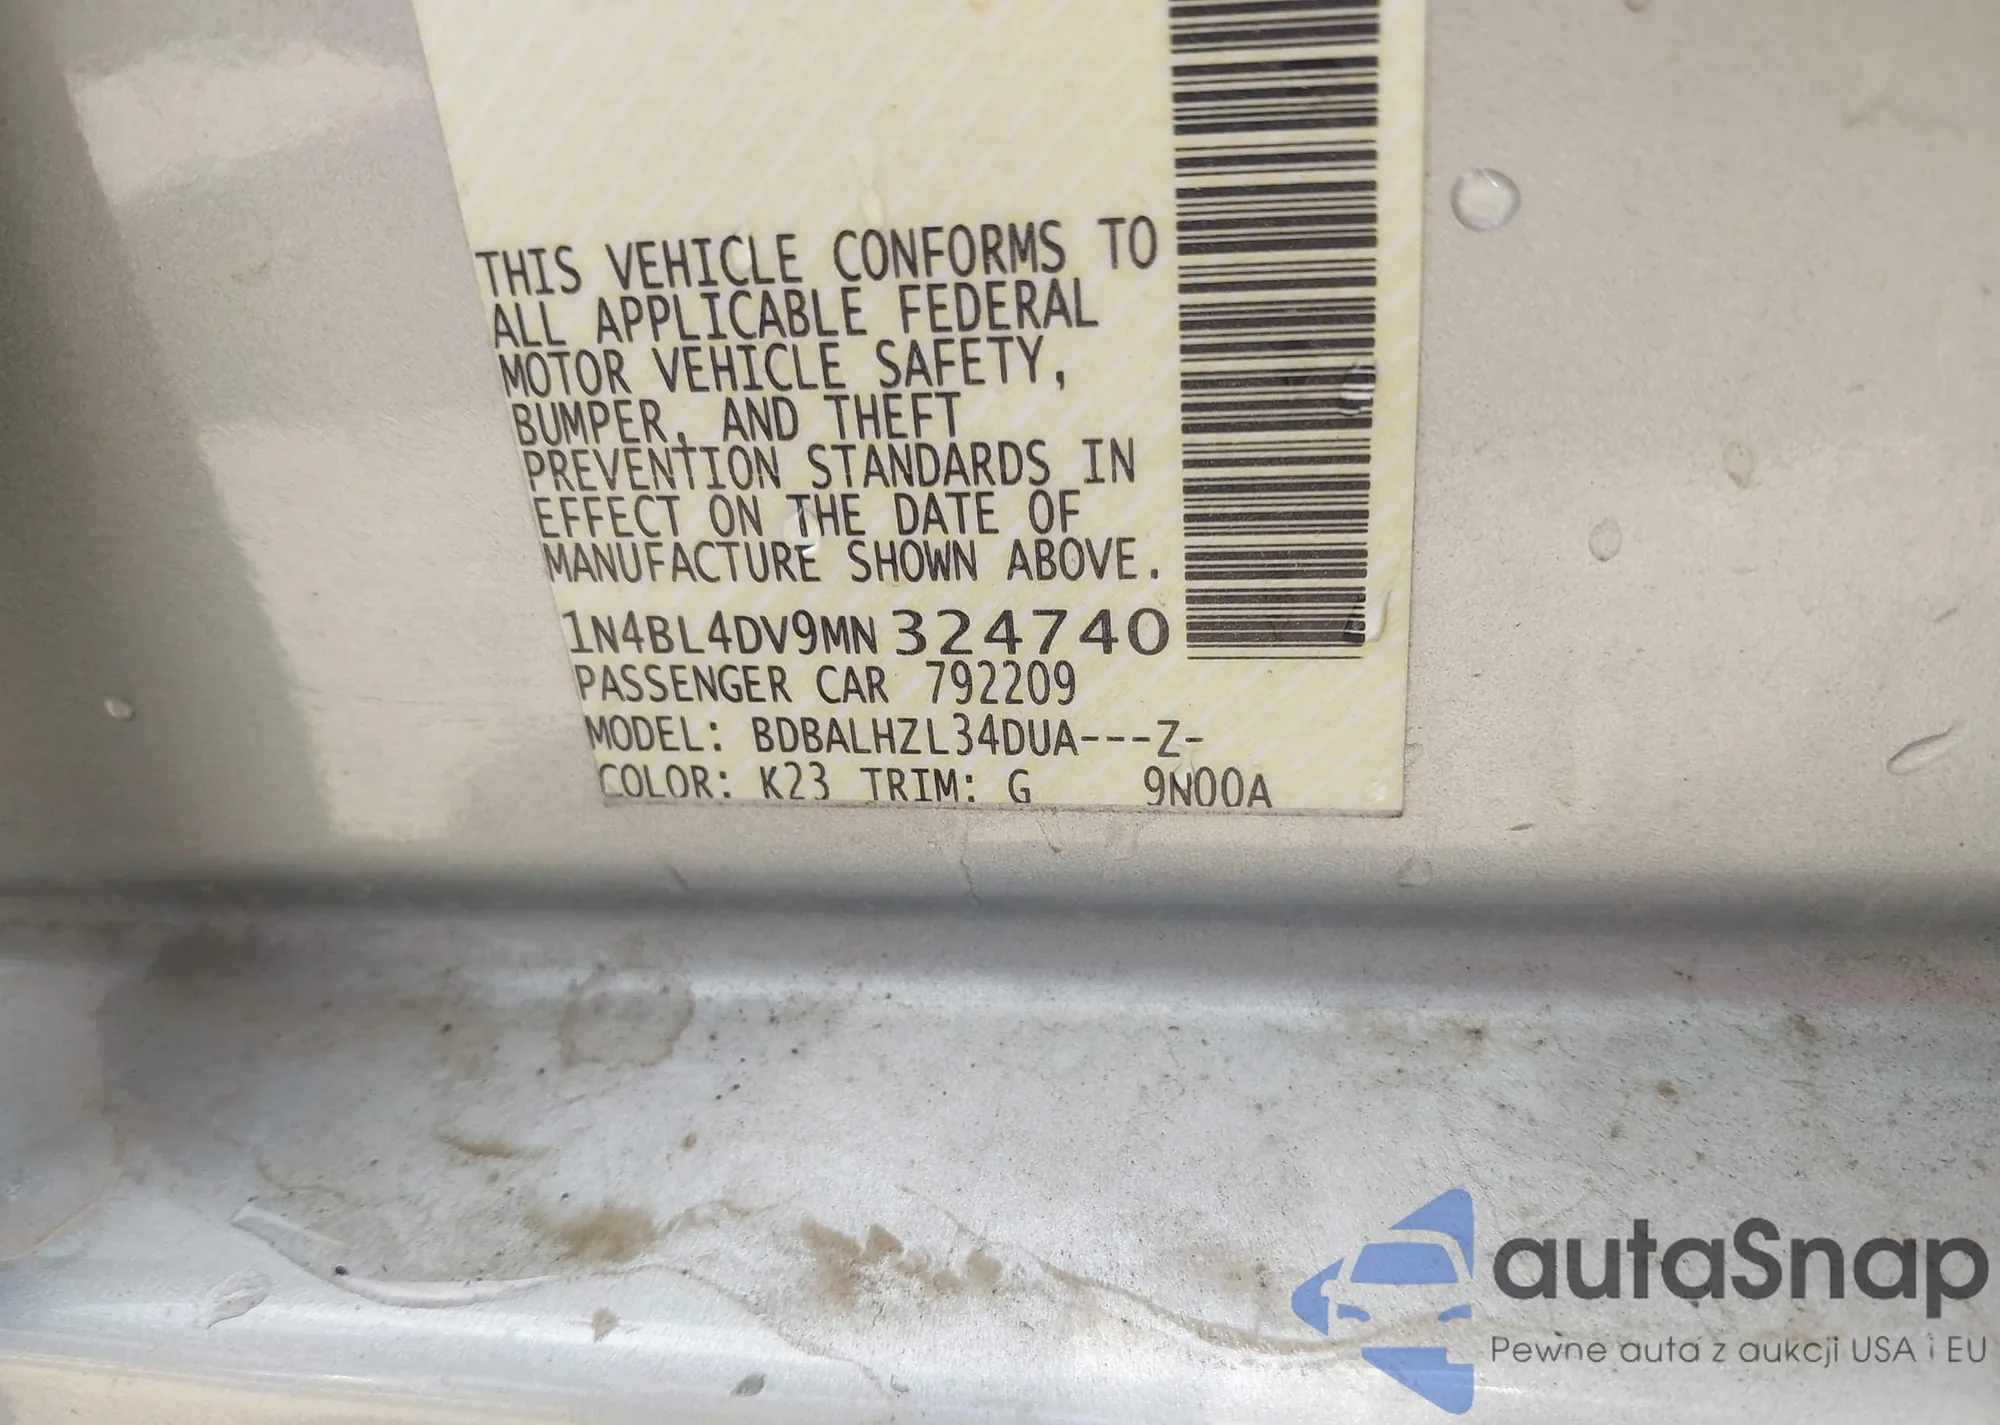 THIS VEHICLE CONFORMS TO
ALL APPLICABLE FEDERAL
MOTOR VEHICLE SAFETY,
BUMPER, AND THEFT
PREVENTION STANDARDS IN
EFFECT ON THE DATE OF
MANUFACTURE SHOWN ABOVE.
1N4BL4DV9MN324740
PASSENGER CAR 792209
MODEL: BDBALHZL34DUA---Z-
COLOR: K23 TRIM: G 9N00A
autaSnap
Pewne auta z aukcji USA i EU